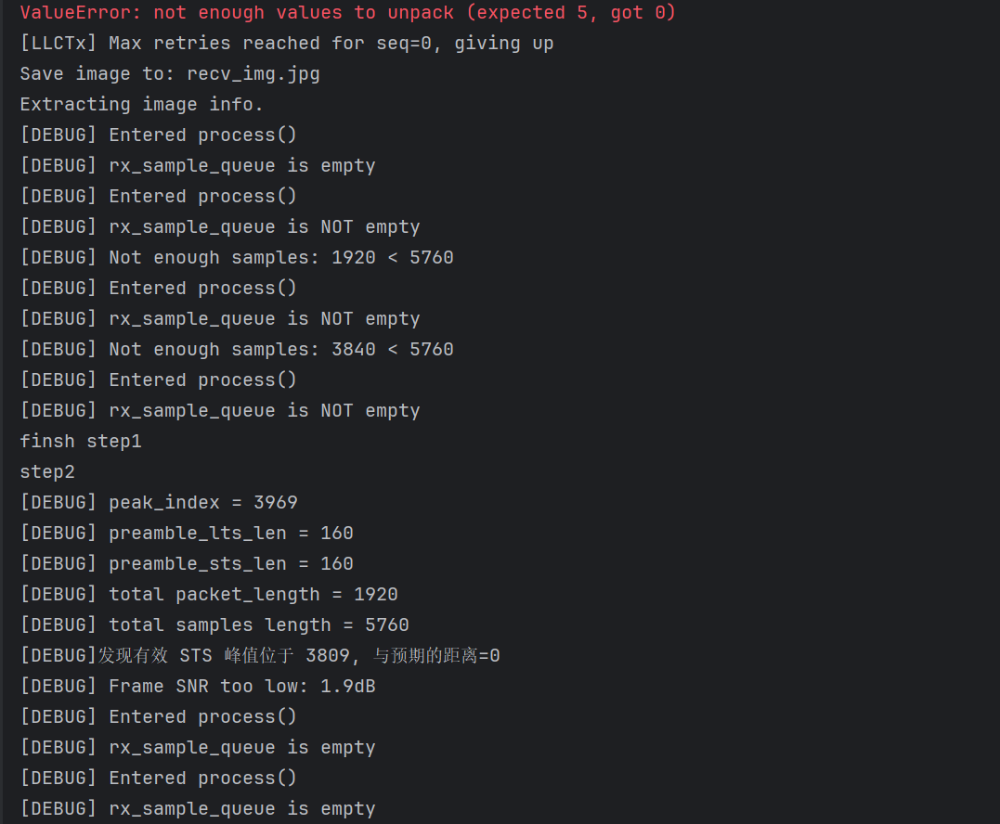 ValueError: not enough values to unpack (expected 5, got 0)
[LLCTx] Max retries reached for seq=0, giving up
Save image to: recv_img.jpg
Extracting image info.
[DEBUG] Entered process()
[DEBUG] rx_sample_queue is empty
[DEBUG] Entered process()
[DEBUG] rx_sample_queue is NOT empty
[DEBUG] Not enough samples: 1920 < 5760
[DEBUG] Entered process()
[DEBUG] rx_sample_queue is NOT empty
[DEBUG] Not enough samples: 3840 < 5760
[DEBUG] Entered process()
[DEBUG] rx_sample_queue is NOT empty
finsh step1
step2
[DEBUG] peak_index = 3969
[DEBUG] preamble_lts_len = 160
[DEBUG] preamble_sts_len = 160
[DEBUG] total packet_length = 1920
[DEBUG] total samples length = 5760
[DEBUG]发现有效 STS 峰值位于 3809, 与预期的距离=0
[DEBUG] Frame SNR too low: 1.9dB
[DEBUG] Entered process()
[DEBUG] rx_sample_queue is empty
[DEBUG] Entered process()
[DEBUG] rx_sample_queue is empty